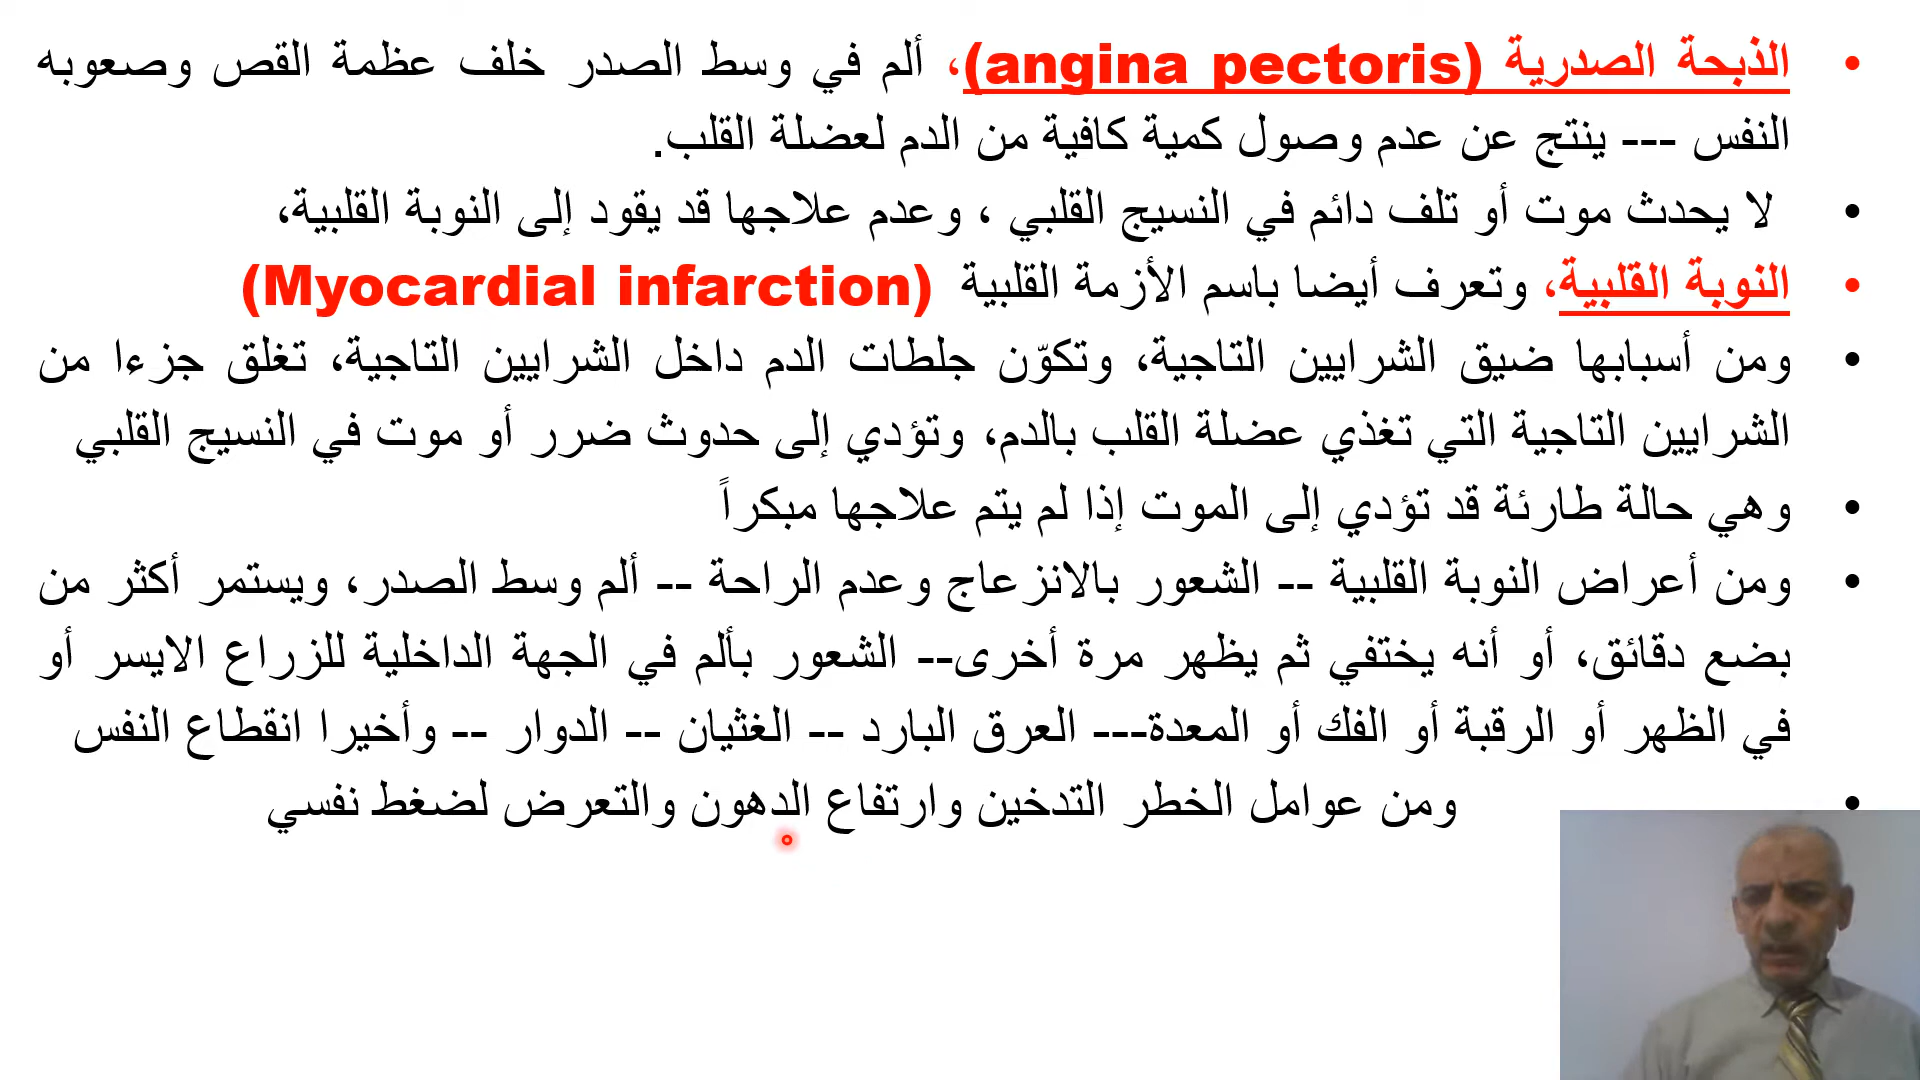 • الذبحة الصدرية (angina pectoris)، ألم في وسط الصدر خلف عظمة القص وصعوبه
النفس --- ينتج عن عدم وصول كمية كافية من الدم لعضلة القلب.
• لا يحدث موت أو تلف دائم في النسيج القلبي ، وعدم علاجها قد يقود إلى النوبة القلبية،
• النوبة القلبية، وتعرف أيضا باسم الأزمة القلبية (Myocardial infarction)
• ومن أسبابها ضيق الشرايين التاجية، وتكوّن جلطات الدم داخل الشرايين التاجية، تغلق جزءا من
الشرايين التاجية التي تغذي عضلة القلب بالدم، وتؤدي إلى حدوث ضرر أو موت في النسيج القلبي
• وهي حالة طارئة قد تؤدي إلى الموت إذا لم يتم علاجها مبكراً
• ومن أعراض النوبة القلبية -- الشعور بالانزعاج وعدم الراحة -- ألم وسط الصدر، ويستمر أكثر من
بضع دقائق، أو أنه يختفي ثم يظهر مرة أخرى-- الشعور بألم في الجهة الداخلية للزراع الايسر أو
في الظهر أو الرقبة أو الفك أو المعدة--- العرق البارد -- الغثيان -- الدوار -- وأخيرا انقطاع النفس
• ومن عوامل الخطر التدخين وارتفاع الدهون والتعرض لضغط نفسي